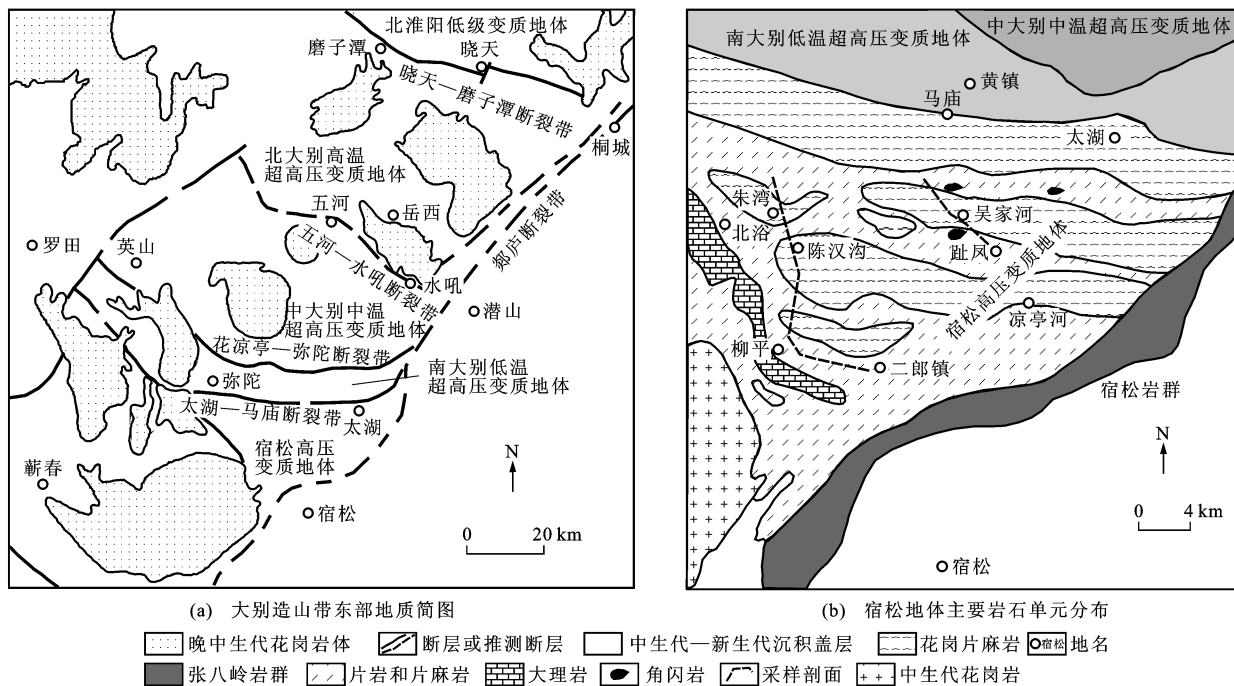 北淮阳低级变质地体
磨子潭
晓天
晓天—磨子潭断裂带
桐城
北大别高温
超高压变质地体
五河
岳西
郯庐断裂带
罗田
英山
五河—水吼断裂带
水吼
潜山
中大别中温
超高压变质地体
花凉亭—弥陀断裂带
南大别低温
超高压变质地体
弥陀
太湖—马庙断裂带
太湖
宿松高压
变质地体
蕲春
宿松
N
0 20 km
(a) 大别造山带东部地质简图
中大别中温超高压变质地体
南大别低温超高压变质地体
黄镇
马庙
太湖
朱湾
吴家河
北浴
陈汉沟
趾凤
宿松高压变质地体
凉亭河
柳平
二郎镇
宿松岩群
N
0 4 km
宿松
(b) 宿松地体主要岩石单元分布
晚中生代花岗岩体 断层或推测断层 中生代—新生代沉积盖层 花岗片麻岩 宿松 地名
张八岭岩群 片岩和片麻岩 大理岩 角闪岩 采样剖面 中生代花岗岩